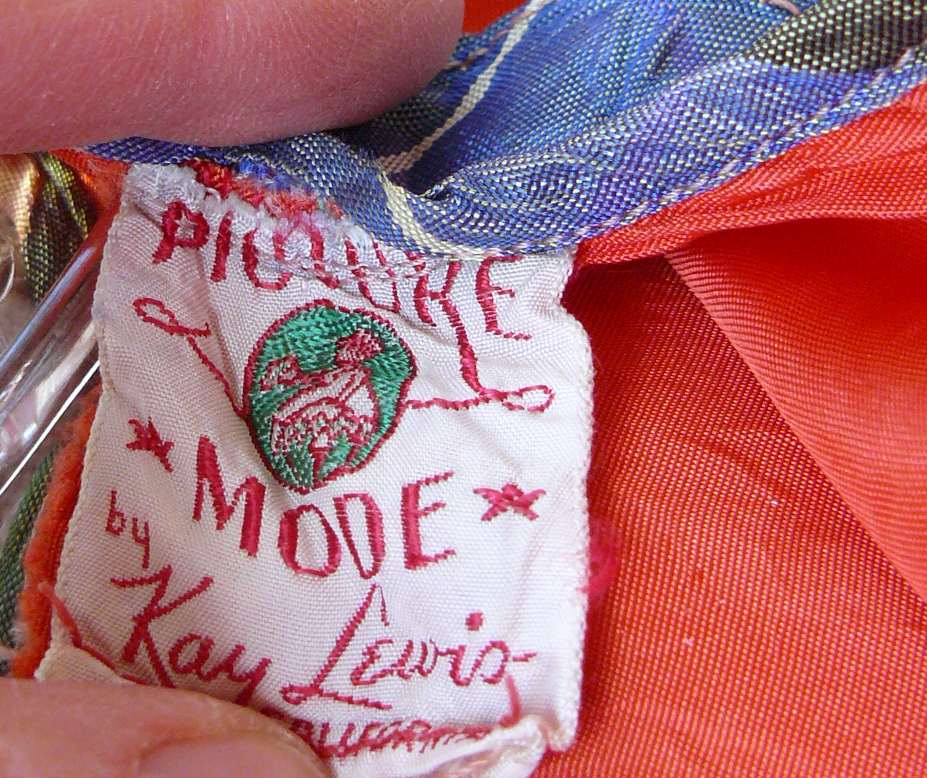 PICTURE
MODE
by
Kay Lewis